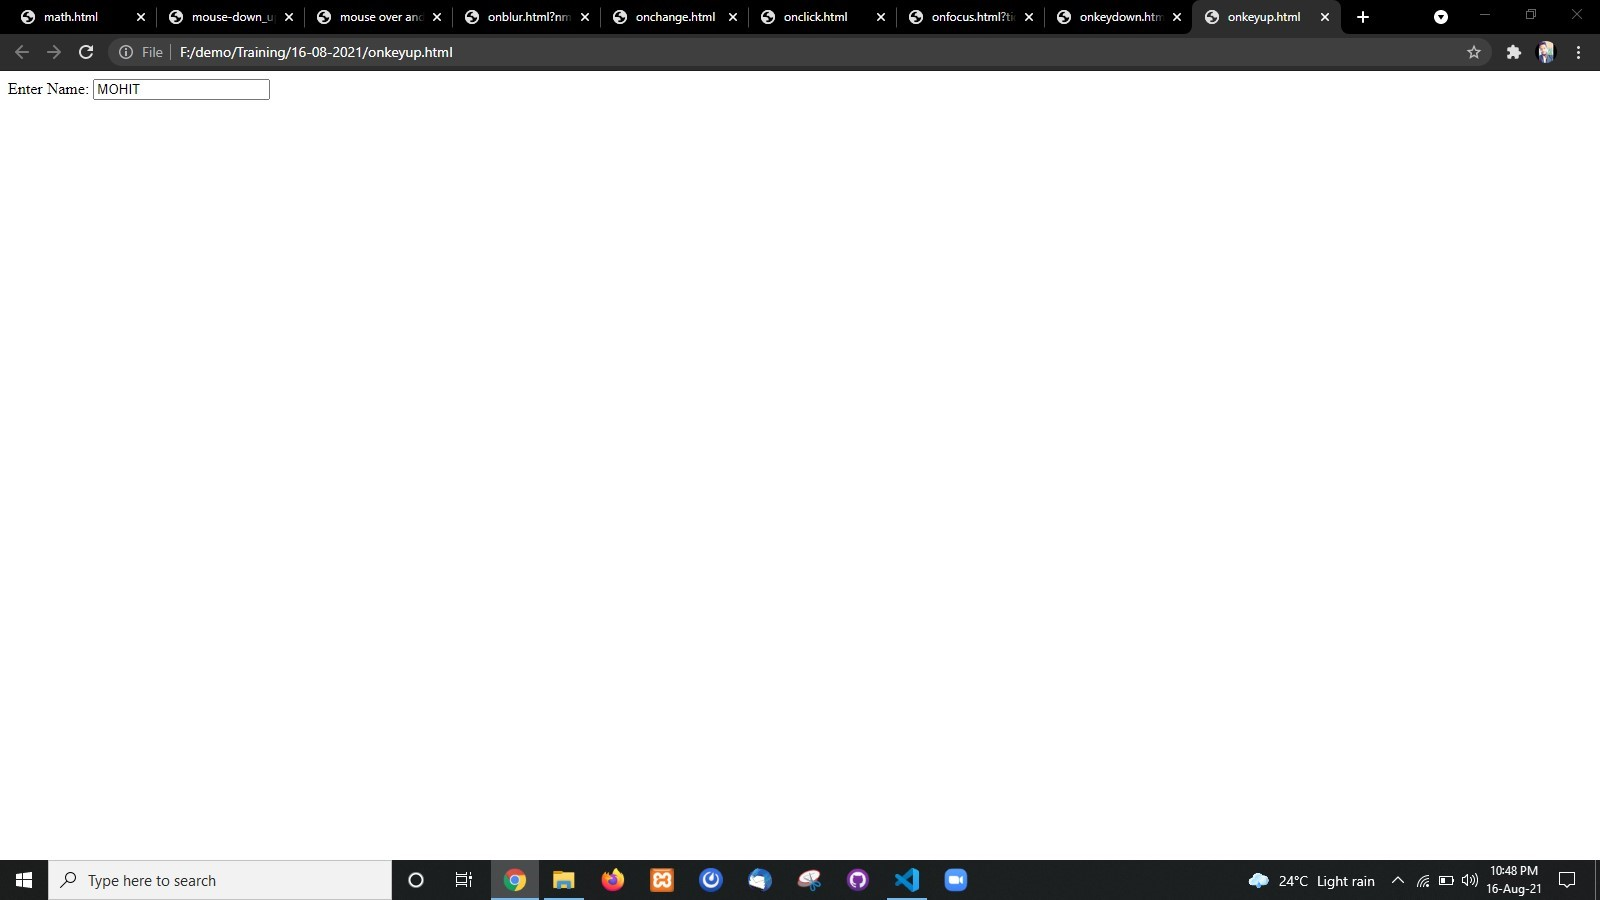 math.html
mouse-down_u
mouse over and
onblur.html?nm
onchange.html
onclick.html
onfocus.html?ti
onkeydown.htm
onkeyup.html
File
F:/demo/Training/16-08-2021/onkeyup.html
Enter Name: MOHIT
Type here to search
24°C Light rain
10:48 PM
16-Aug-21